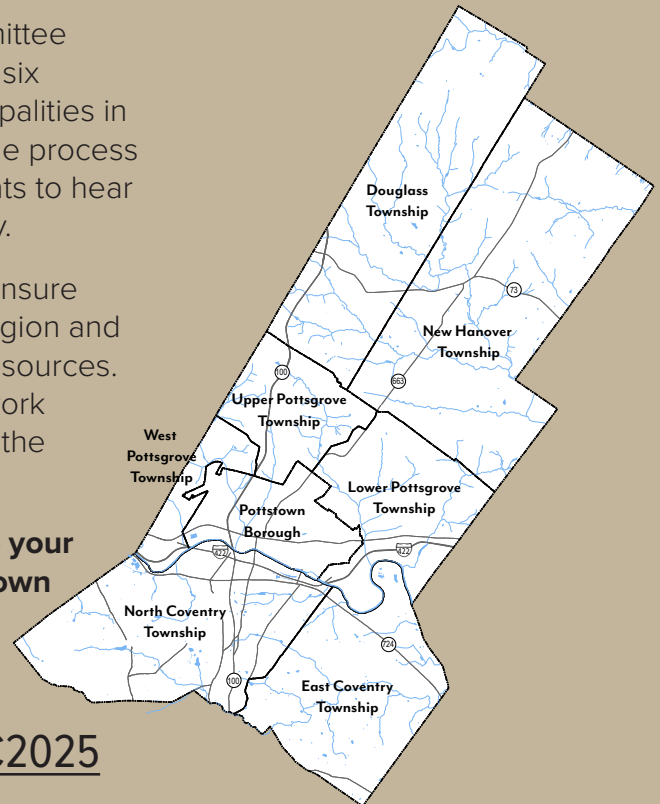 mittee
six
palities in
e process
ts to hear
y.
nsure
gion and
sources.
ork
the
your
own
C2025
Douglass
Township
73
New Hanover
Township
663
100
Upper Pottsgrove
Township
West
Pottsgrove
Township
Lower Pottsgrove
Township
Pottstown
Borough
422
422
North Coventry
Township
724
100
East Coventry
Township